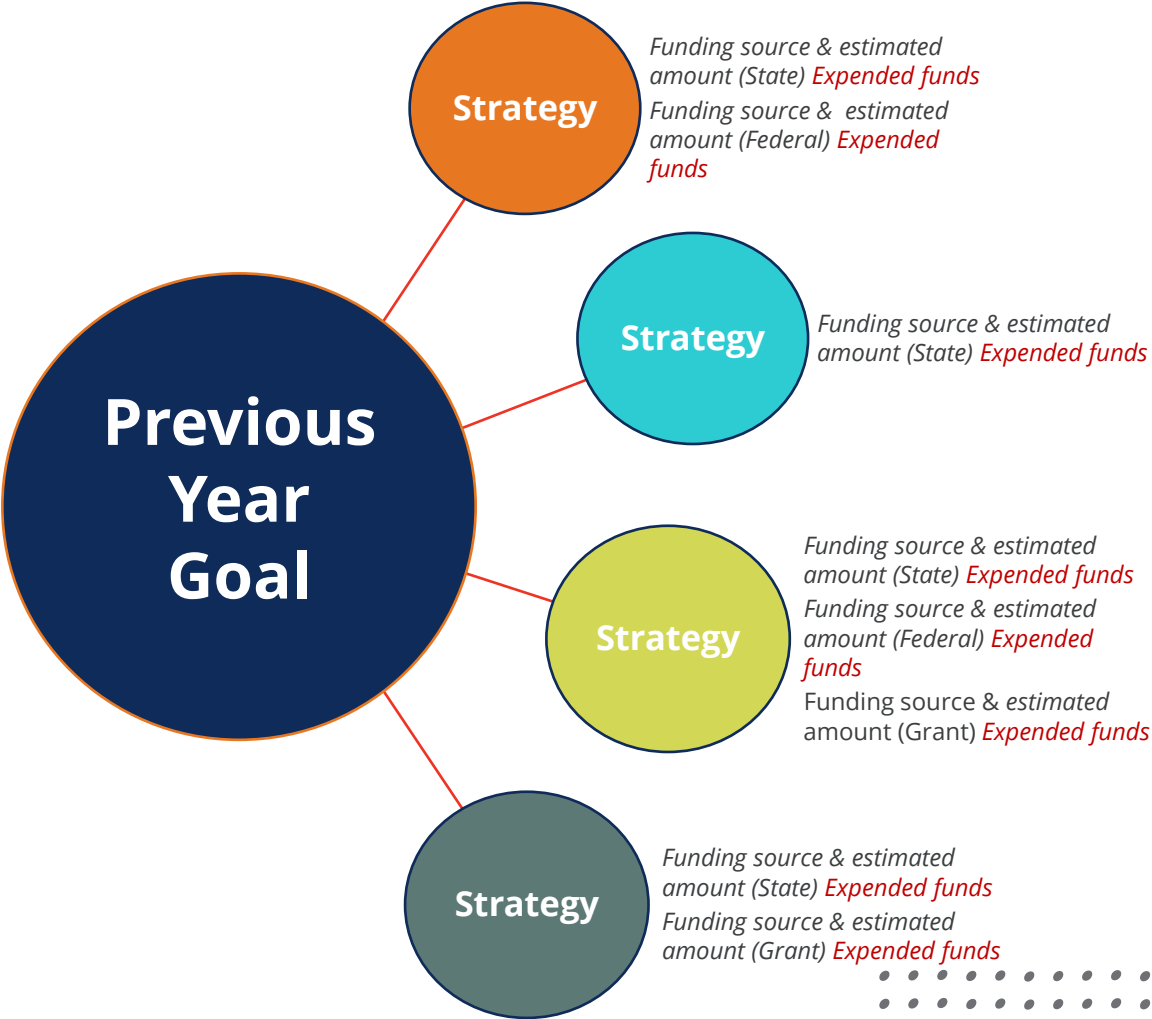 Strategy
Funding source & estimated
amount (State) Expended funds
Funding source &  estimated
amount (Federal) Expended
funds
Strategy
Funding source & estimated
amount (State) Expended funds
Previous
Year
Goal
Strategy
Funding source & estimated
amount (State) Expended funds
Funding source & estimated
amount (Federal) Expended
funds
Funding source & estimated
amount (Grant) Expended funds
Strategy
Funding source & estimated
amount (State) Expended funds
Funding source & estimated
amount (Grant) Expended funds